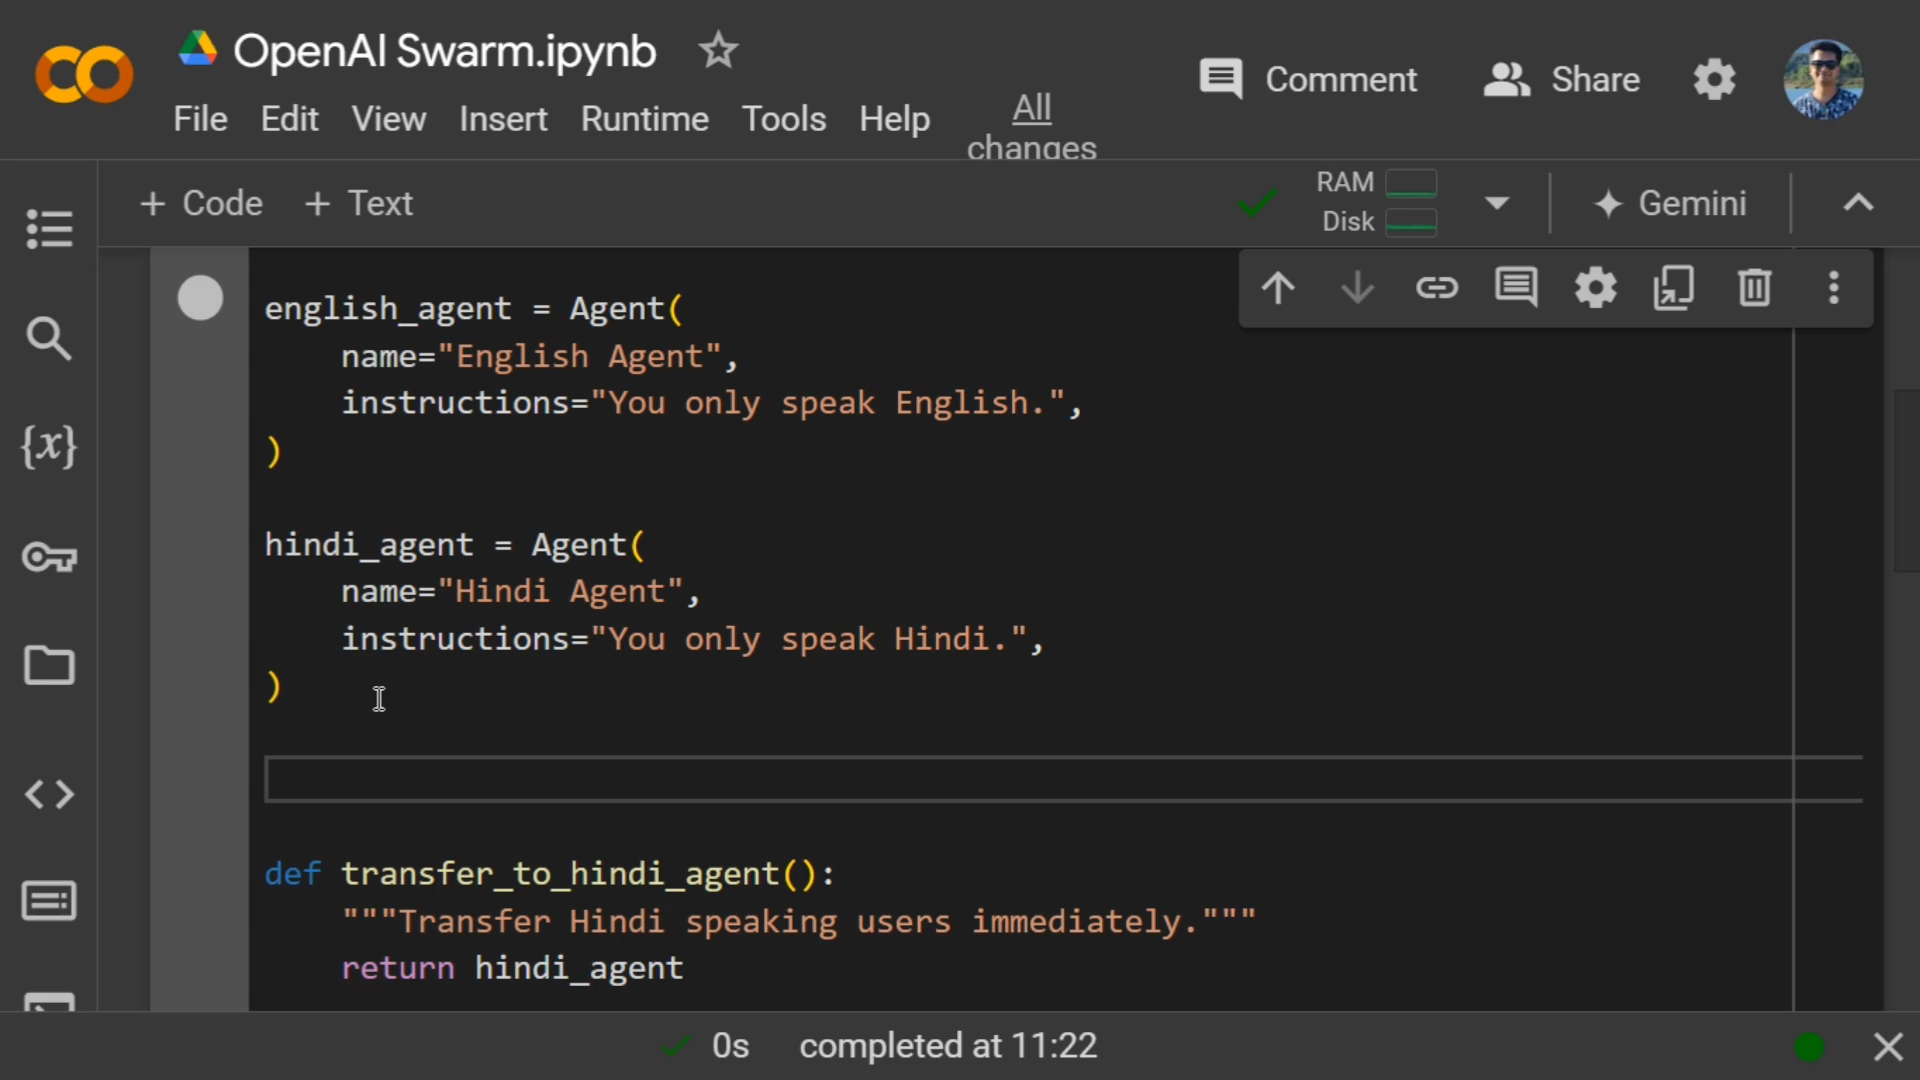 OpenAI Swarm.ipynb
File Edit View Insert Runtime Tools Help All changes
Comment Share
+ Code + Text
RAM
Disk
Gemini
english_agent = Agent(
    name="English Agent",
    instructions="You only speak English.",
)
hindi_agent = Agent(
    name="Hindi Agent",
    instructions="You only speak Hindi.",
)
def transfer_to_hindi_agent():
    """Transfer Hindi speaking users immediately."""
    return hindi_agent
{x}
0s completed at 11:22